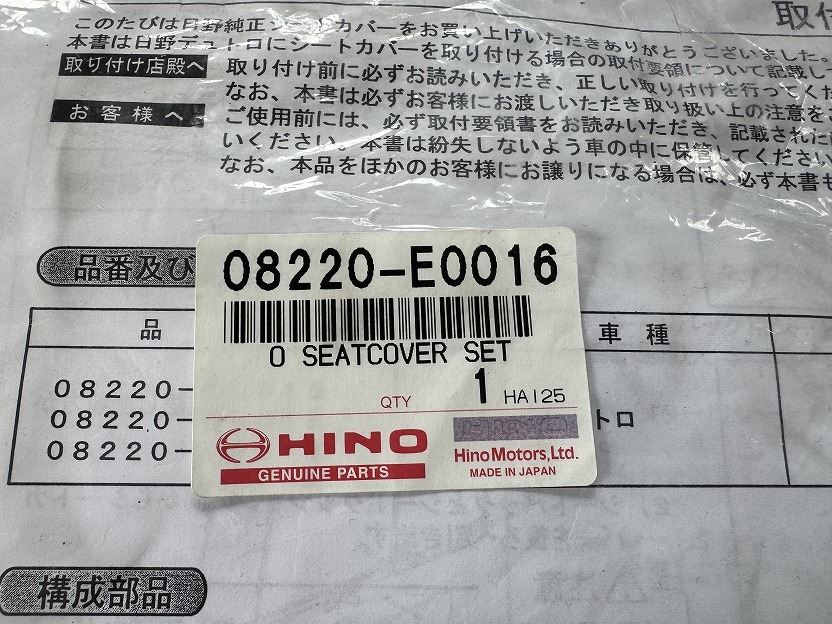 取付
このたびは日野純正シートカバーをお買い上げいただきありがとうございました。
本書は日野デュトロにシートカバーを取り付ける場合の取付要領について記載して
取り付け店殿へ
取り付け前に必ずお読みいただき、正しい取り付けを行ってくだ
なお、本書は必ずお客様にお渡しいただき取り扱い上の注意を
お客様へ
ご使用前には、必ず取付要領書をお読みいただき、記載された
いください。本書は紛失しないよう車の中に保管してください
なお、本品をほかのお客様にお譲りになる場合は、必ず本書も
品番及び
品
車種
08220-
08220-
08220-
トロ
08220-E0016
O SEATCOVER SET
QTY 1 HAI25
HINO
GENUINE PARTS
HINO
Hino Motors,Ltd.
MADE IN JAPAN
構成部品